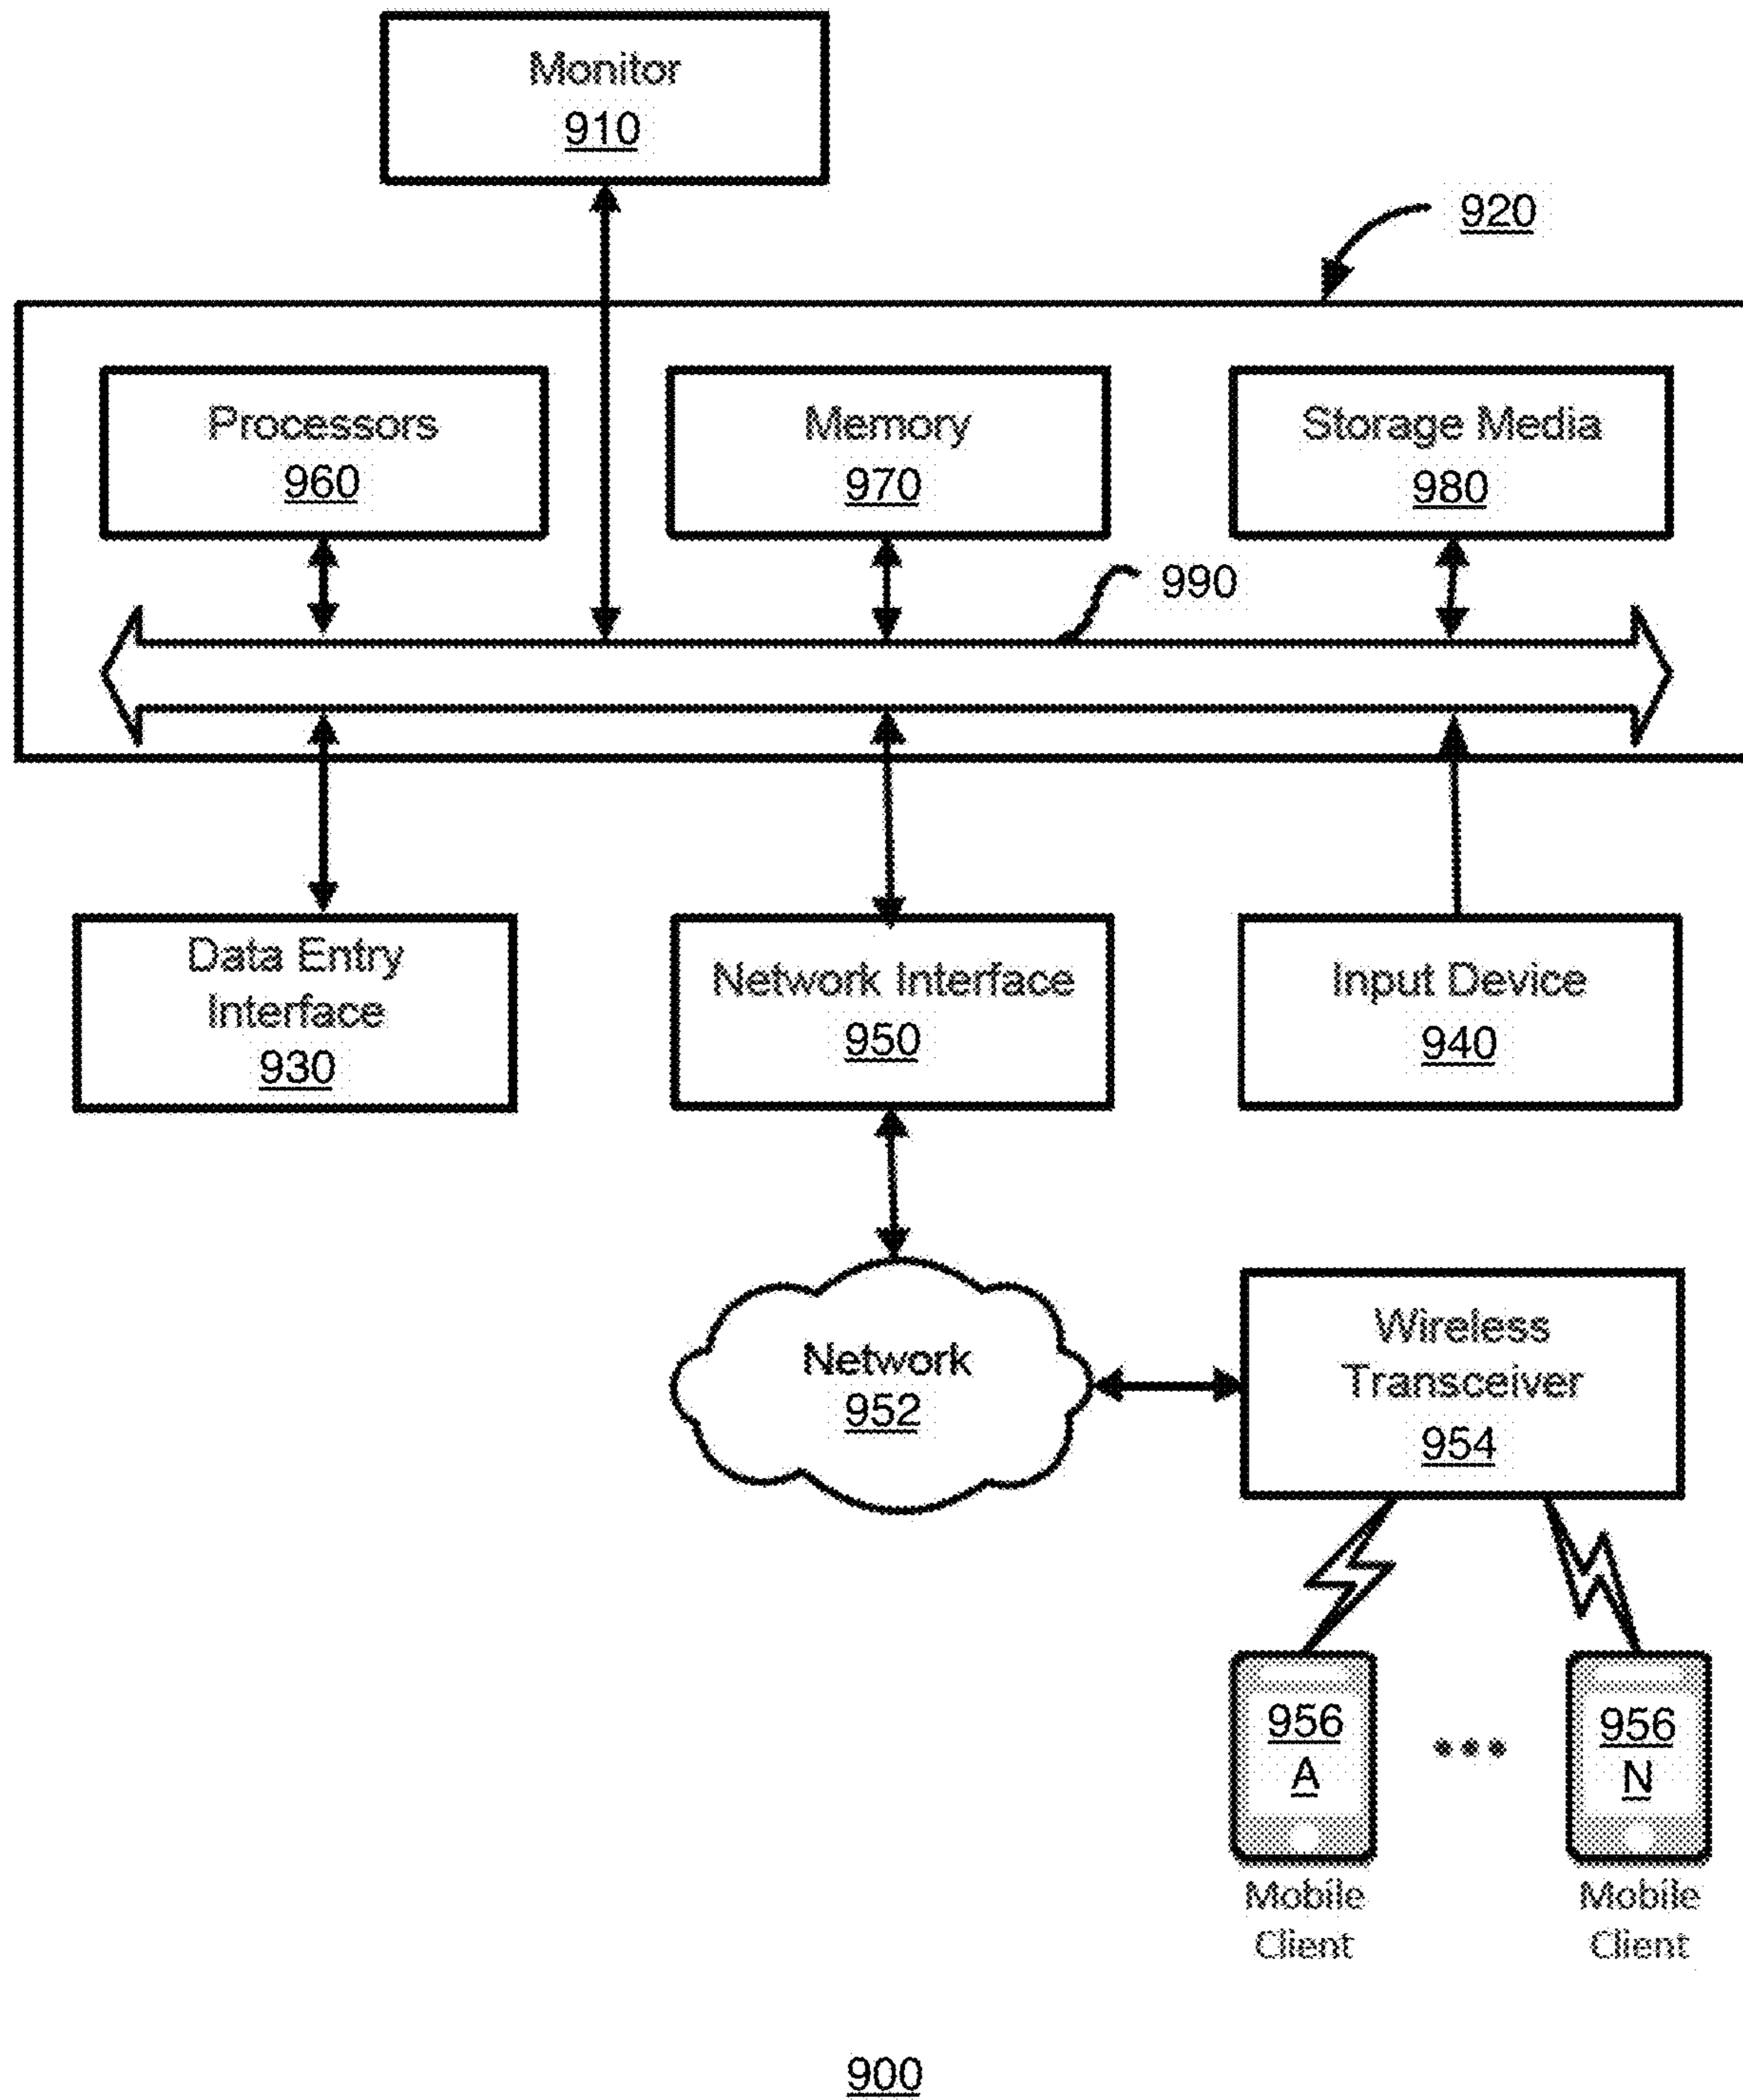 Monitor
910
920
Processors
960
Memory
970
Storage Media
980
990
Data Entry
Interface
930
Network Interface
950
Input Device
940
Network
952
Wireless
Transceiver
954
956
A
...
956
N
Mobile
Client
Mobile
Client
900